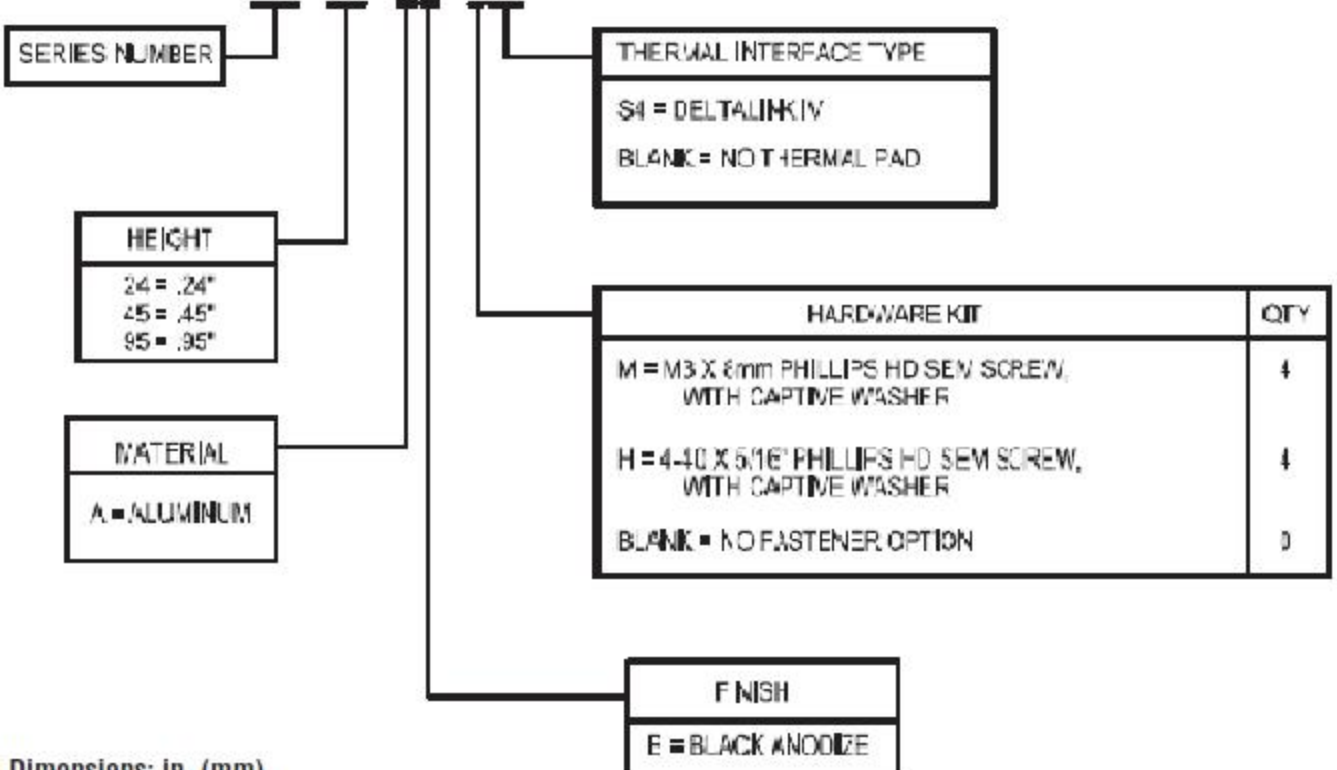 SERIES NUMBER
THERMAL INTERFACE TYPE
S4 = DELTALINK IV
BLANK = NO THERMAL PAD
HEIGHT
24 = .24"
45 = .45"
95 = .95"
HARDWARE KIT QTY
M = M3 X 8mm PHILLIPS HD SEM SCREW, 4
WITH CAPTIVE WASHER
H = 4-40 X 5/16" PHILLIPS HD SEM SCREW, 4
WITH CAPTIVE WASHER
BLANK = NO FASTENER OPTION 0
MATERIAL
A = ALUMINUM
FINISH
B = BLACK ANODIZE
Dimensions: in. (mm)